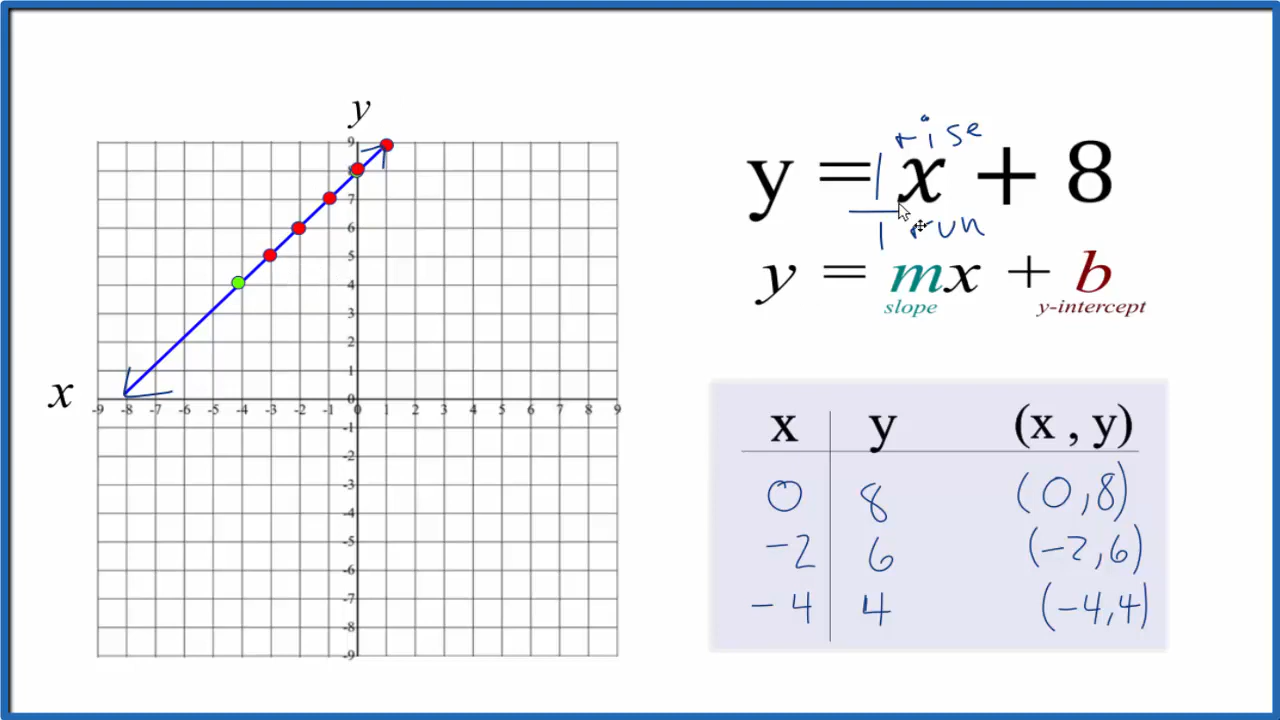 y
9
8
7
6
5
4
3
2
1
0
x
-9 -8 -7 -6 -5 -4 -3 -2 -1 0 1 2 3 4 5 6 7 8 9
-1
-2
-3
-4
-5
-6
-7
-8
-9
rise
y = 1 x + 8
1 run
y = mx + b
slope y-intercept
x y (x , y)
0 8 (0,8)
-2 6 (-2,6)
-4 4 (-4,4)